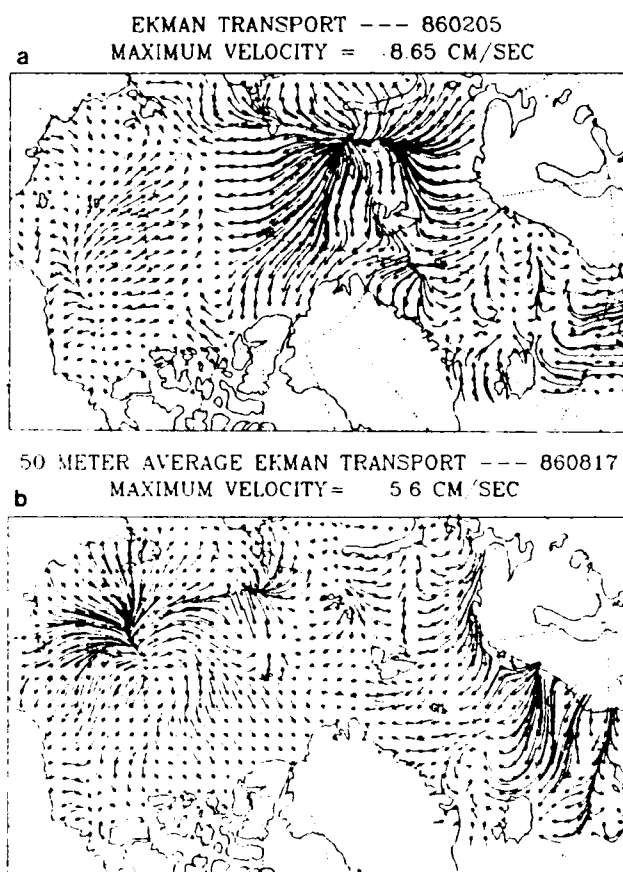 EKMAN TRANSPORT --- 860205
a
MAXIMUM VELOCITY = 8.65 CM/SEC
50 METER AVERAGE EKMAN TRANSPORT --- 860817
b
MAXIMUM VELOCITY= 5.6 CM/SEC